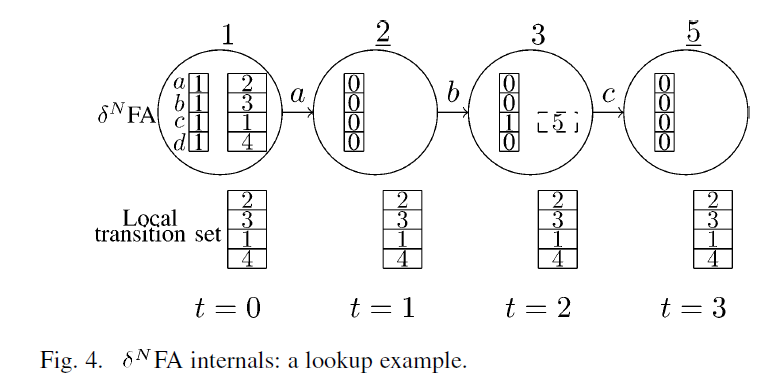 1 2 3 5
a 1 2 a 0 b 0 c 0
b 1 3 0 0 0
δ^N FA c 1 1 0 1 5 0
d 1 4 0 0 0
2 2 2 2
Local 3 3 3 3
transition set 1 1 1 1
4 4 4 4
t = 0 t = 1 t = 2 t = 3
Fig. 4. δ^N FA internals: a lookup example.